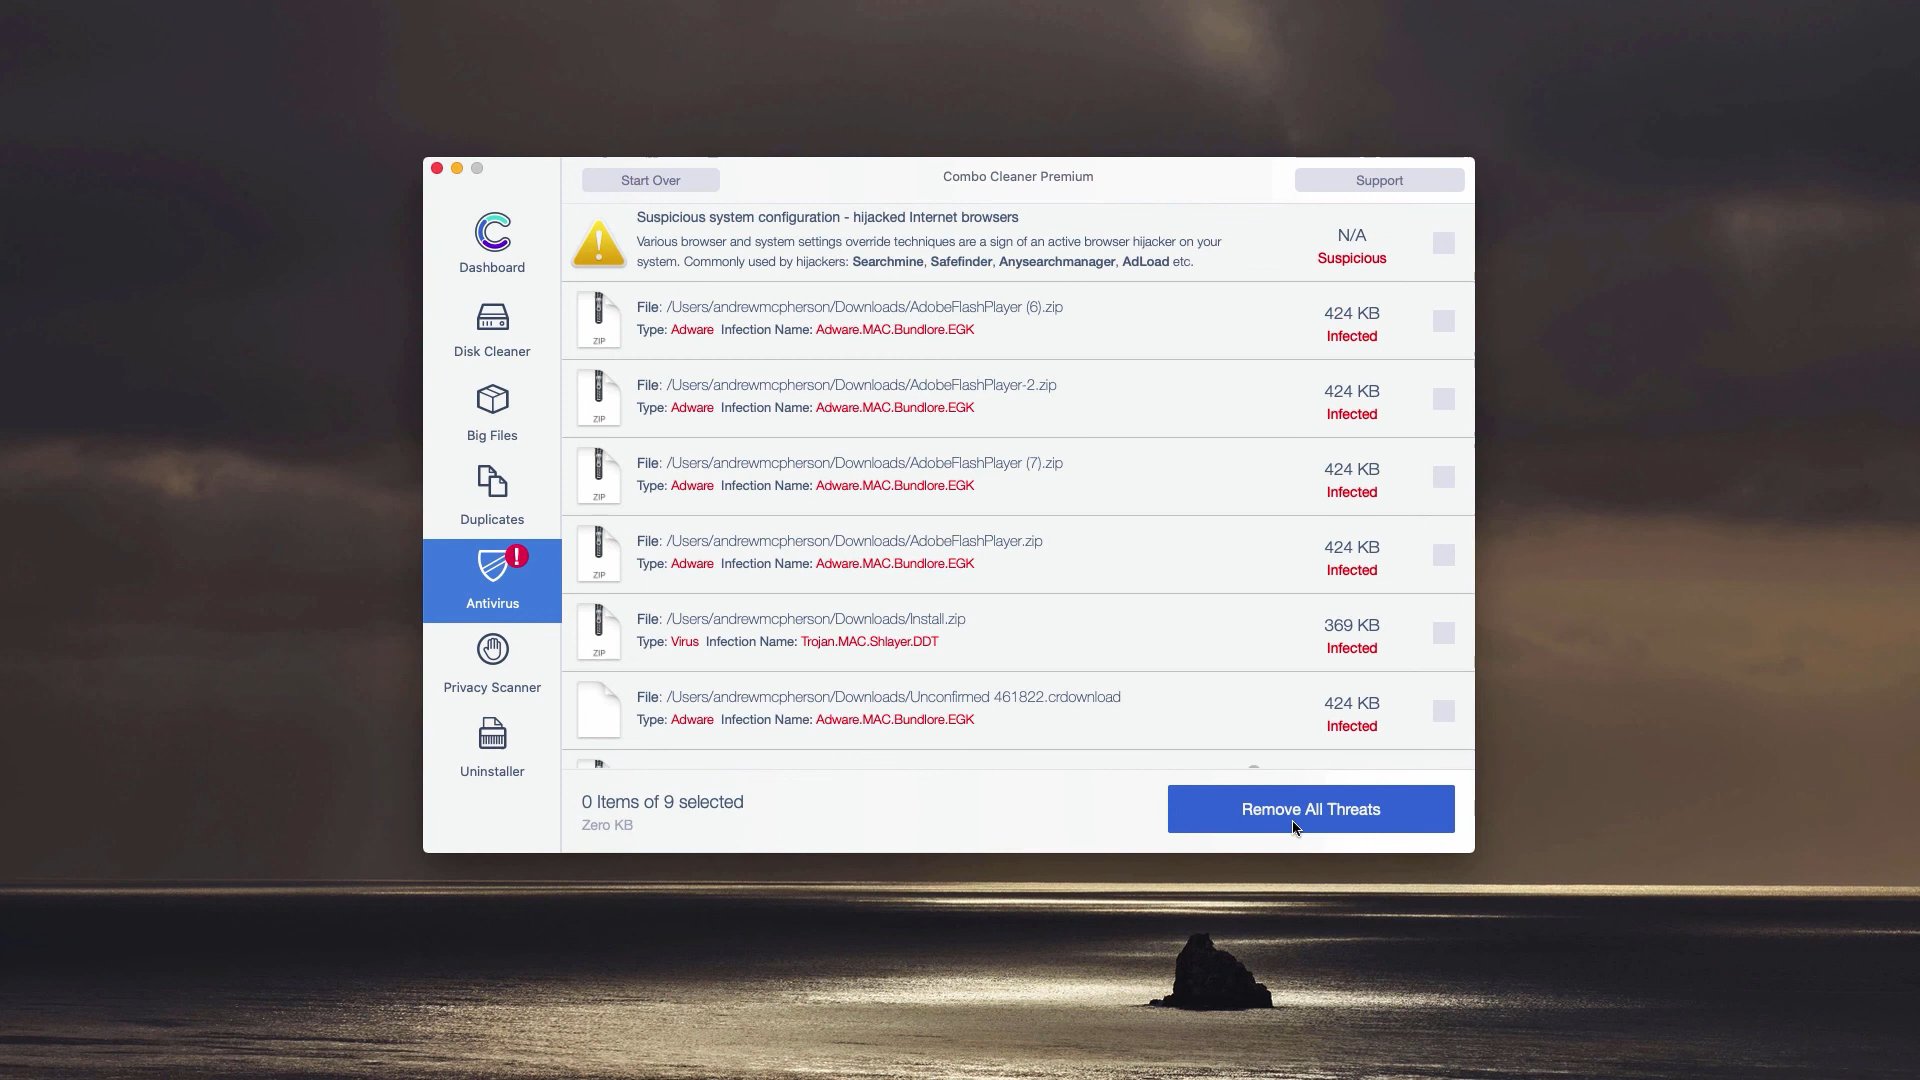 Start Over
Combo Cleaner Premium
Support
Dashboard
Disk Cleaner
Big Files
Duplicates
Antivirus
Privacy Scanner
Uninstaller
Suspicious system configuration - hijacked Internet browsers
Various browser and system settings override techniques are a sign of an active browser hijacker on your
system. Commonly used by hijackers: Searchmine, Safefinder, Anysearchmanager, AdLoad etc.
N/A
Suspicious
ZIP
File: /Users/andrewmcpherson/Downloads/AdobeFlashPlayer (6).zip
Type: Adware Infection Name: Adware.MAC.Bundlore.EGK
424 KB
Infected
ZIP
File: /Users/andrewmcpherson/Downloads/AdobeFlashPlayer-2.zip
Type: Adware Infection Name: Adware.MAC.Bundlore.EGK
424 KB
Infected
ZIP
File: /Users/andrewmcpherson/Downloads/AdobeFlashPlayer (7).zip
Type: Adware Infection Name: Adware.MAC.Bundlore.EGK
424 KB
Infected
ZIP
File: /Users/andrewmcpherson/Downloads/AdobeFlashPlayer.zip
Type: Adware Infection Name: Adware.MAC.Bundlore.EGK
424 KB
Infected
ZIP
File: /Users/andrewmcpherson/Downloads/Install.zip
Type: Virus Infection Name: Trojan.MAC.Shlayer.DDT
369 KB
Infected
File: /Users/andrewmcpherson/Downloads/Unconfirmed 461822.crdownload
Type: Adware Infection Name: Adware.MAC.Bundlore.EGK
424 KB
Infected
0 Items of 9 selected
Zero KB
Remove All Threats